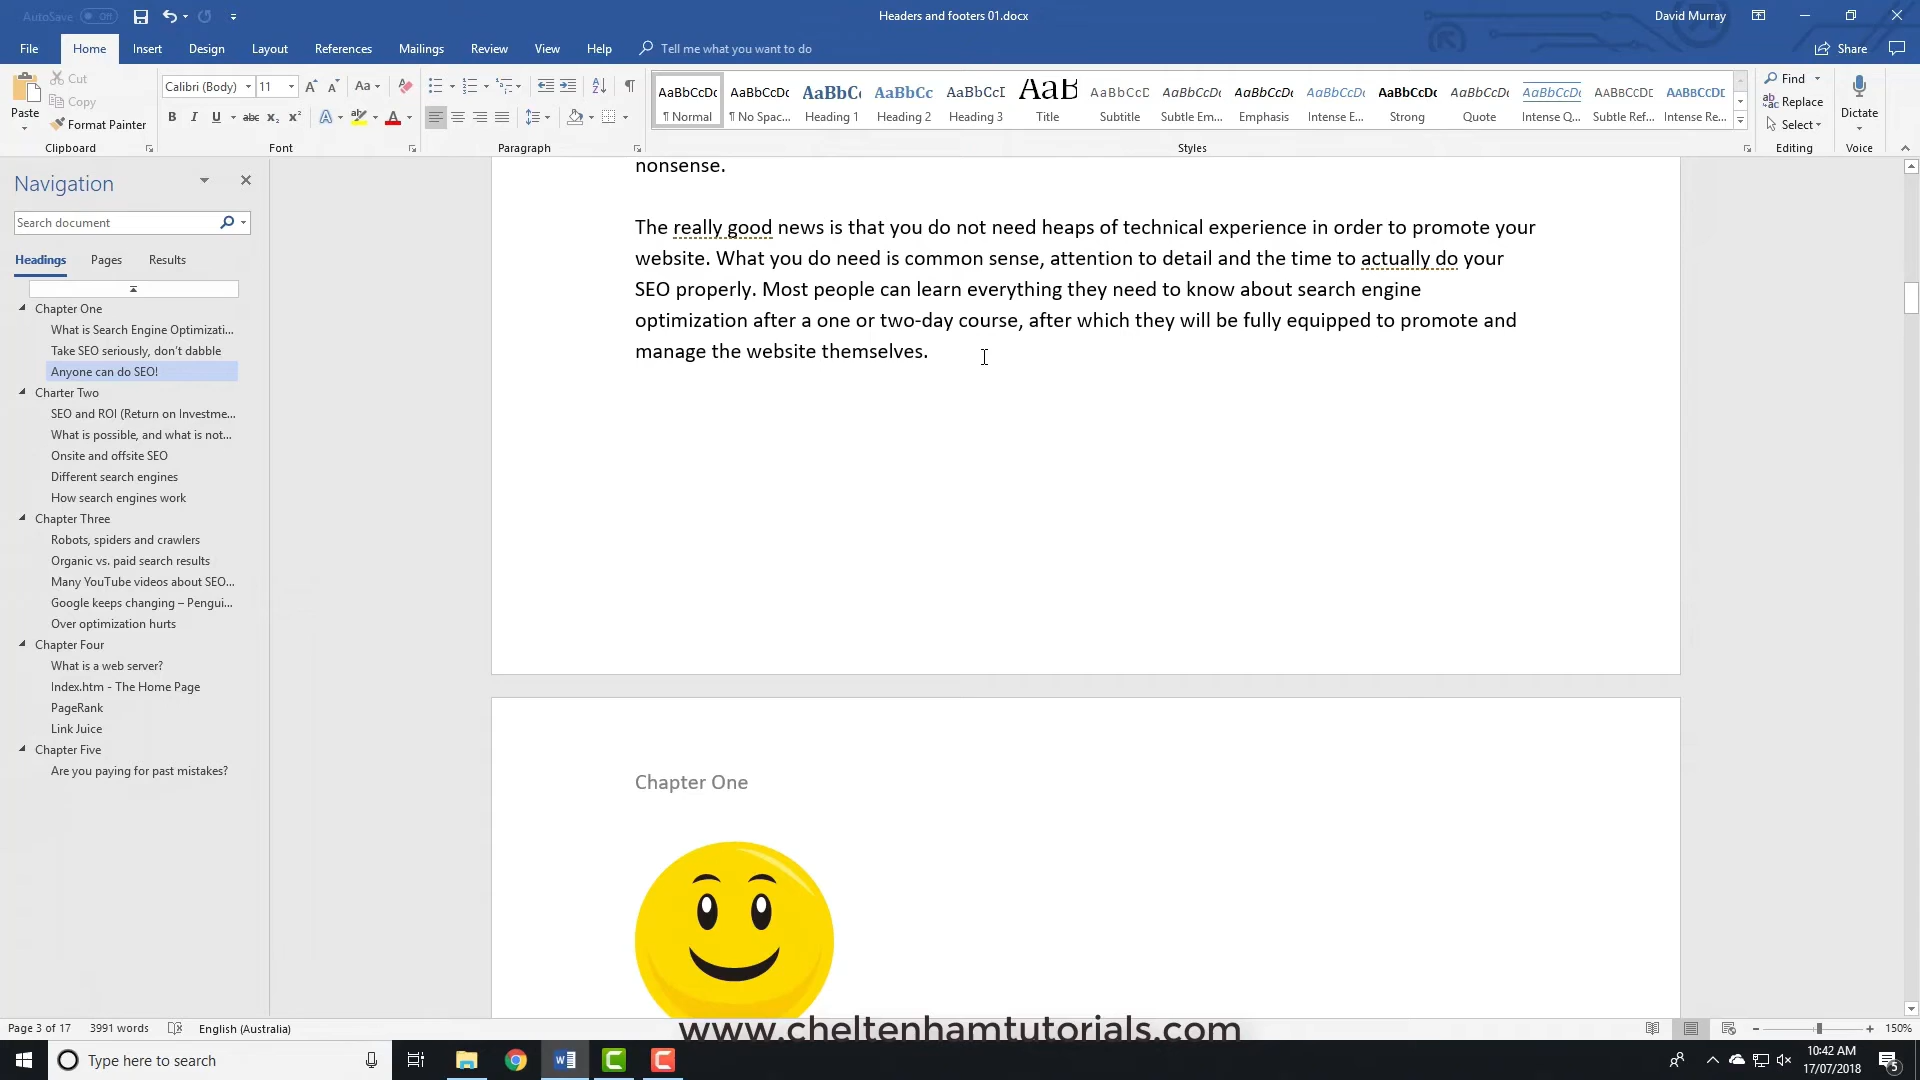 AutoSave Off
Headers and footers 01.docx
David Murray
File Home Insert Design Layout References Mailings Review View Help Tell me what you want to do
Share
Paste
Cut
Copy
Format Painter
Clipboard
Calibri (Body) 11
Aa
B I U abc x₂ x²
A
Font
Paragraph
AaBbCcDc AaBbCcDc AaBbC AaBbCc AaBbCcD AaB AaBbCcD AaBbCcDc AaBbCcDc AaBbCcDc AaBbCcDc AaBbCcDc AaBbCcDc AABBCCDE AABBCCDE
¶ Normal ¶ No Spac... Heading 1 Heading 2 Heading 3 Title Subtitle Subtle Em... Emphasis Intense E... Strong Quote Intense Q... Subtle Ref... Intense Re...
Styles
Find
Replace
Select
Editing
Dictate
Voice
Navigation
Search document
Headings Pages Results
Chapter One
What is Search Engine Optimizati...
Take SEO seriously, don’t dabble
Anyone can do SEO!
Charter Two
SEO and ROI (Return on Investme...
What is possible, and what is not...
Onsite and offsite SEO
Different search engines
How search engines work
Chapter Three
Robots, spiders and crawlers
Organic vs. paid search results
Many YouTube videos about SEO...
Google keeps changing – Pengui...
Over optimization hurts
Chapter Four
What is a web server?
Index.htm - The Home Page
PageRank
Link Juice
Chapter Five
Are you paying for past mistakes?
nonsense.
The really good news is that you do not need heaps of technical experience in order to promote your
website. What you do need is common sense, attention to detail and the time to actually do your
SEO properly. Most people can learn everything they need to know about search engine
optimization after a one or two-day course, after which they will be fully equipped to promote and
manage the website themselves.
Chapter One
www.cheltenhamtutorials.com
Page 3 of 17 3991 words English (Australia)
150%
Type here to search
10:42 AM
17/07/2018
5